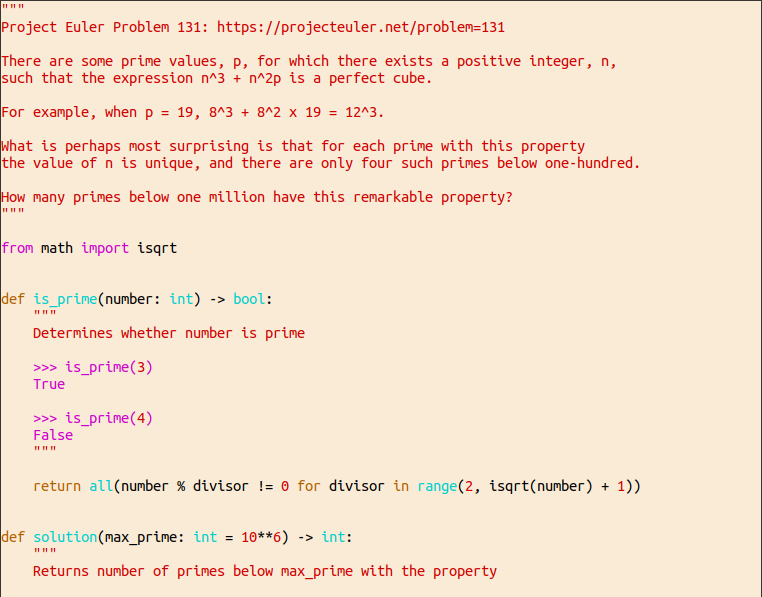 """
Project Euler Problem 131: https://projecteuler.net/problem=131
There are some prime values, p, for which there exists a positive integer, n,
such that the expression n^3 + n^2p is a perfect cube.
For example, when p = 19, 8^3 + 8^2 x 19 = 12^3.
What is perhaps most surprising is that for each prime with this property
the value of n is unique, and there are only four such primes below one-hundred.
How many primes below one million have this remarkable property?
"""
from math import isqrt
def is_prime(number: int) -> bool:
    """
    Determines whether number is prime
    >>> is_prime(3)
    True
    >>> is_prime(4)
    False
    """
    return all(number % divisor != 0 for divisor in range(2, isqrt(number) + 1))
def solution(max_prime: int = 10**6) -> int:
    """
    Returns number of primes below max_prime with the property